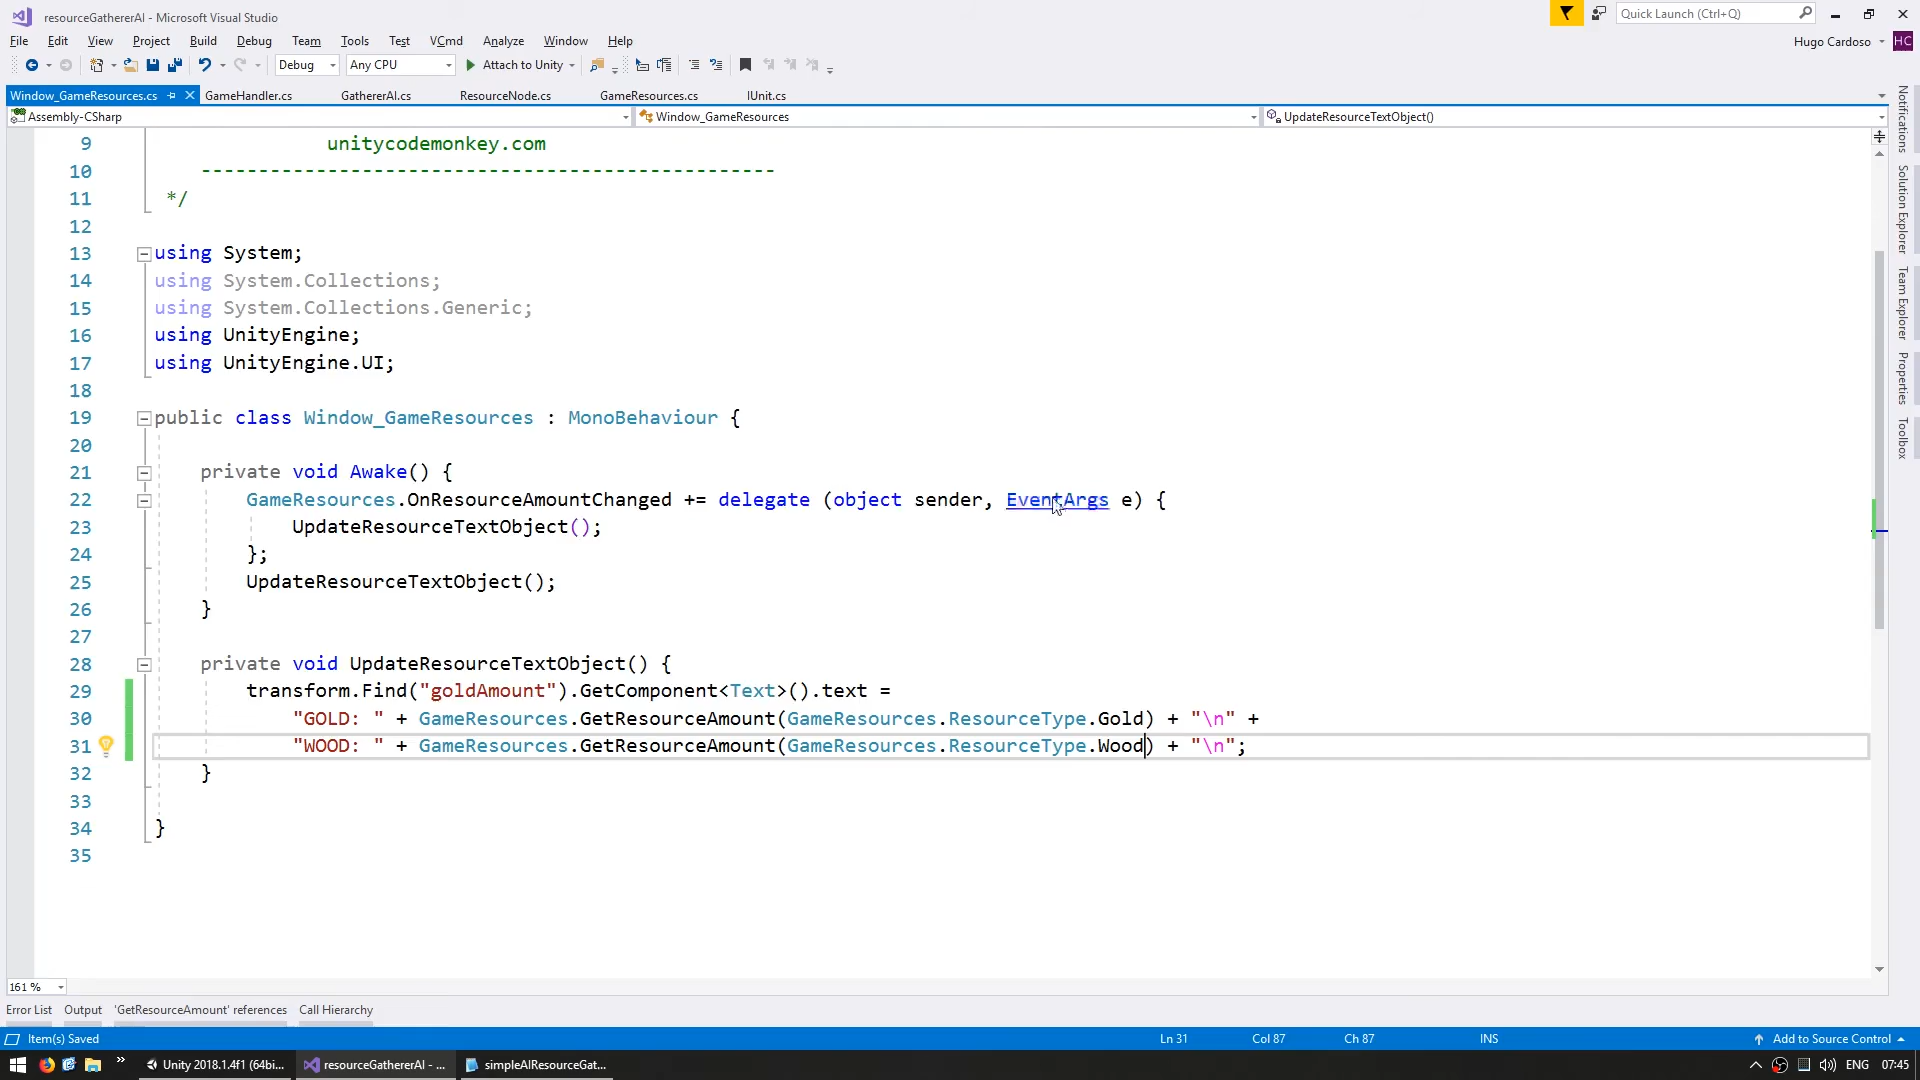 resourceGathererAI - Microsoft Visual Studio
Quick Launch (Ctrl+Q)
File Edit View Project Build Debug Team Tools Test VCmd Analyze Window Help
Hugo Cardoso HC
Debug Any CPU Attach to Unity
Window_GameResources.cs GameHandler.cs GathererAI.cs ResourceNode.cs GameResources.cs IUnit.cs
Assembly-CSharp Window_GameResources UpdateResourceTextObject()
9 unitycodemonkey.com
10 --------------------------------------------------
11 */
12
13 using System;
14 using System.Collections;
15 using System.Collections.Generic;
16 using UnityEngine;
17 using UnityEngine.UI;
18
19 public class Window_GameResources : MonoBehaviour {
20
21 private void Awake() {
22 GameResources.OnResourceAmountChanged += delegate (object sender, EventArgs e) {
23 UpdateResourceTextObject();
24 };
25 UpdateResourceTextObject();
26 }
27
28 private void UpdateResourceTextObject() {
29 transform.Find("goldAmount").GetComponent<Text>().text =
30 "GOLD: " + GameResources.GetResourceAmount(GameResources.ResourceType.Gold) + "\n" +
31 "WOOD: " + GameResources.GetResourceAmount(GameResources.ResourceType.Wood) + "\n";
32 }
33
34 }
35
Notifications
Solution Explorer
Team Explorer
Properties
Toolbox
161 %
Error List Output 'GetResourceAmount' references Call Hierarchy
Item(s) Saved Ln 31 Col 87 Ch 87 INS Add to Source Control
Unity 2018.1.4f1 (64bi... resourceGathererAI - ... simpleAIResourceGat... ENG 07:45